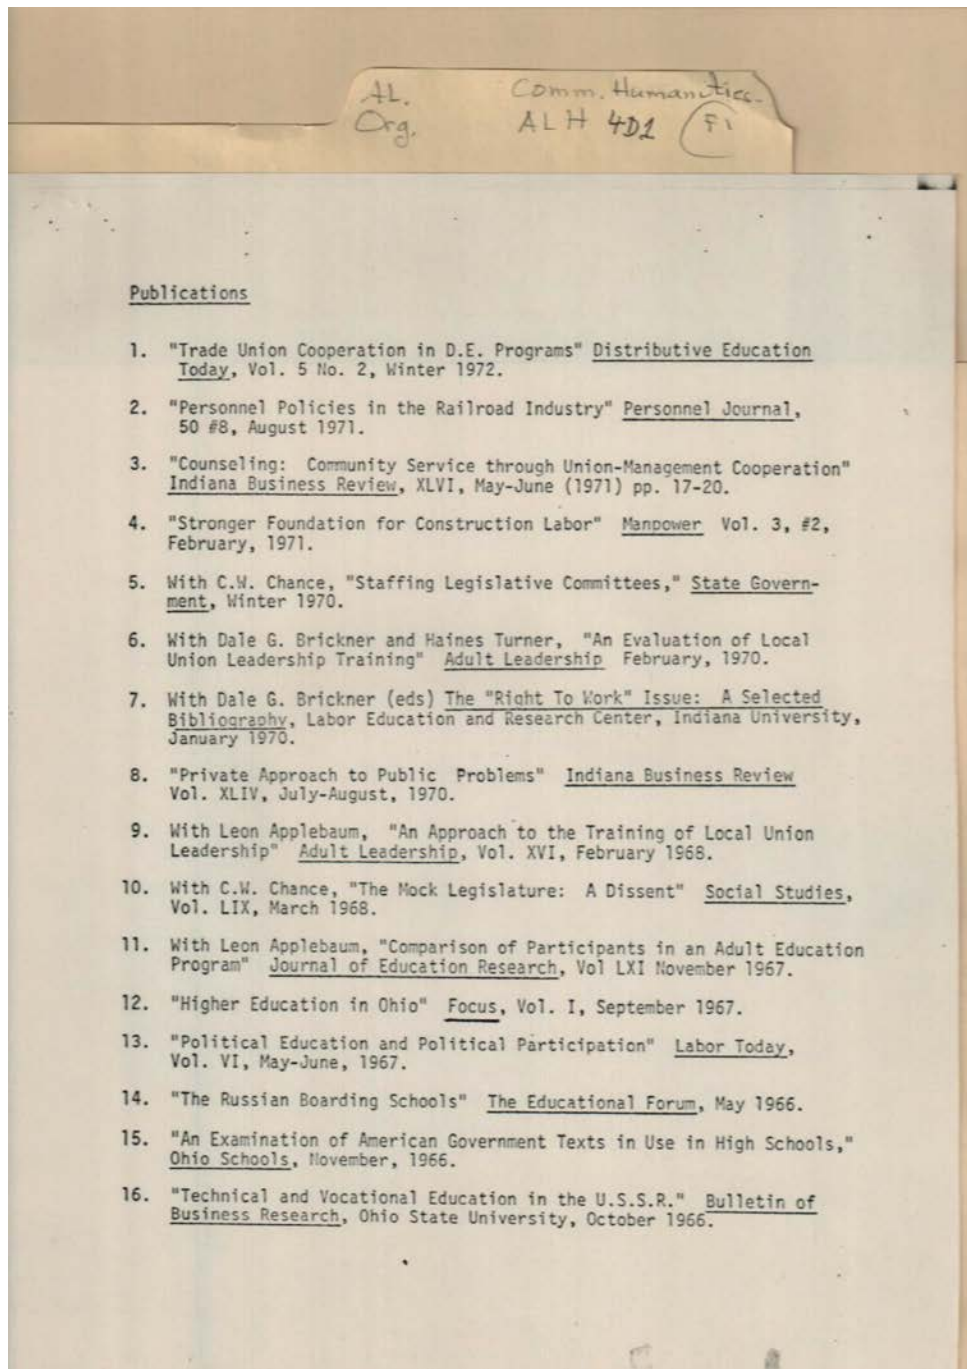 AL.
Org.
Comm. Humanities.
ALH 4D1 F1
Publications
1. "Trade Union Cooperation in D.E. Programs" Distributive Education
Today, Vol. 5 No. 2, Winter 1972.
2. "Personnel Policies in the Railroad Industry" Personnel Journal,
50 #8, August 1971.
3. "Counseling: Community Service through Union-Management Cooperation"
Indiana Business Review, XLVI, May-June (1971) pp. 17-20.
4. "Stronger Foundation for Construction Labor" Manpower Vol. 3, #2,
February, 1971.
5. With C.W. Chance, "Staffing Legislative Committees," State Govern-
ment, Winter 1970.
6. With Dale G. Brickner and Haines Turner, "An Evaluation of Local
Union Leadership Training" Adult Leadership February, 1970.
7. With Dale G. Brickner (eds) The "Right To Work" Issue: A Selected
Bibliography, Labor Education and Research Center, Indiana University,
January 1970.
8. "Private Approach to Public Problems" Indiana Business Review
Vol. XLIV, July-August, 1970.
9. With Leon Applebaum, "An Approach to the Training of Local Union
Leadership" Adult Leadership, Vol. XVI, February 1968.
10. With C.W. Chance, "The Mock Legislature: A Dissent" Social Studies,
Vol. LIX, March 1968.
11. With Leon Applebaum, "Comparison of Participants in an Adult Education
Program" Journal of Education Research, Vol LXI November 1967.
12. "Higher Education in Ohio" Focus, Vol. I, September 1967.
13. "Political Education and Political Participation" Labor Today,
Vol. VI, May-June, 1967.
14. "The Russian Boarding Schools" The Educational Forum, May 1966.
15. "An Examination of American Government Texts in Use in High Schools,"
Ohio Schools, November, 1966.
16. "Technical and Vocational Education in the U.S.S.R." Bulletin of
Business Research, Ohio State University, October 1966.